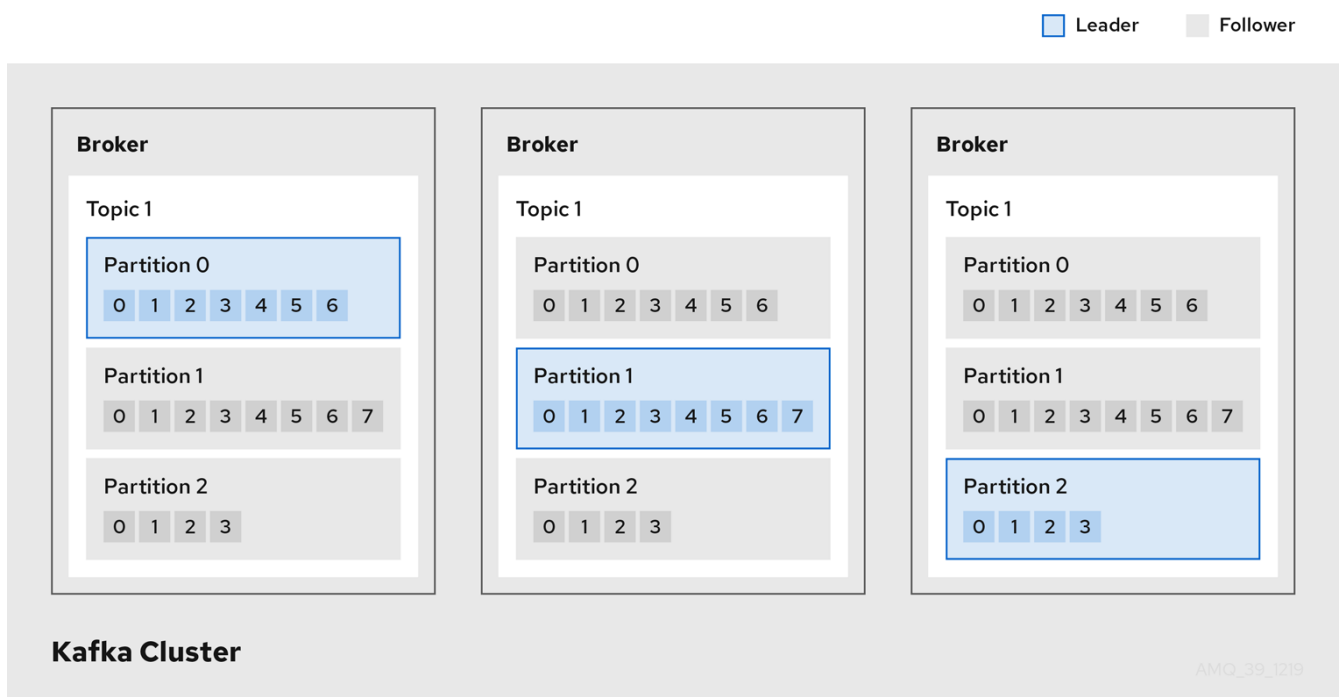 Leader Follower
Broker
Topic 1
Partition 0
0 1 2 3 4 5 6
Partition 1
0 1 2 3 4 5 6 7
Partition 2
0 1 2 3
Broker
Topic 1
Partition 0
0 1 2 3 4 5 6
Partition 1
0 1 2 3 4 5 6 7
Partition 2
0 1 2 3
Broker
Topic 1
Partition 0
0 1 2 3 4 5 6
Partition 1
0 1 2 3 4 5 6 7
Partition 2
0 1 2 3
Kafka Cluster
AMQ_39_1219